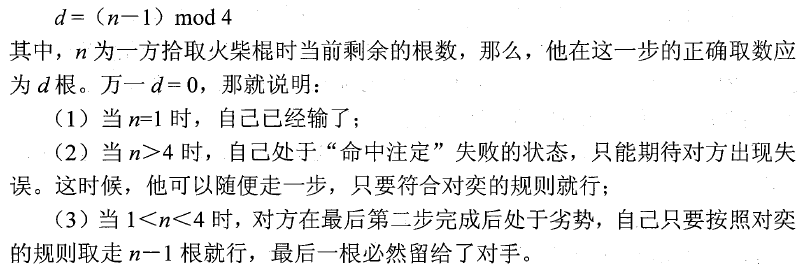 d =（n－1）mod 4
其中，n 为一方拾取火柴棍时当前剩余的根数，那么，他在这一步的正确取数应
为 d 根。万一 d = 0，那就说明：
（1）当 n=1 时，自己已经输了；
（2）当 n＞4 时，自己处于“命中注定”失败的状态，只能期待对方出现失
误。这时候，他可以随便走一步，只要符合对奕的规则就行；
（3）当 1＜n＜4 时，对方在最后第二步完成后处于劣势，自己只要按照对奕
的规则取走 n－1 根就行，最后一根必然留给了对手。